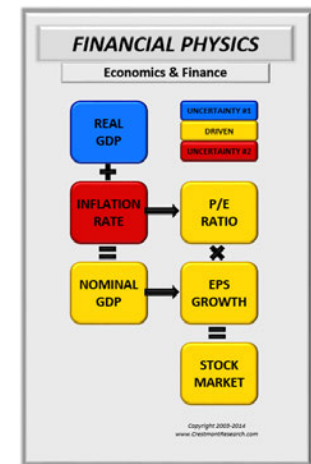 FINANCIAL PHYSICS
Economics & Finance
REAL
GDP
UNCERTAINTY #1
DRIVEN
UNCERTAINTY #2
+
INFLATION
RATE
P/E
RATIO
=
×
NOMINAL
GDP
EPS
GROWTH
=
STOCK
MARKET
Copyright 2003-2014
www.CrestmontResearch.com